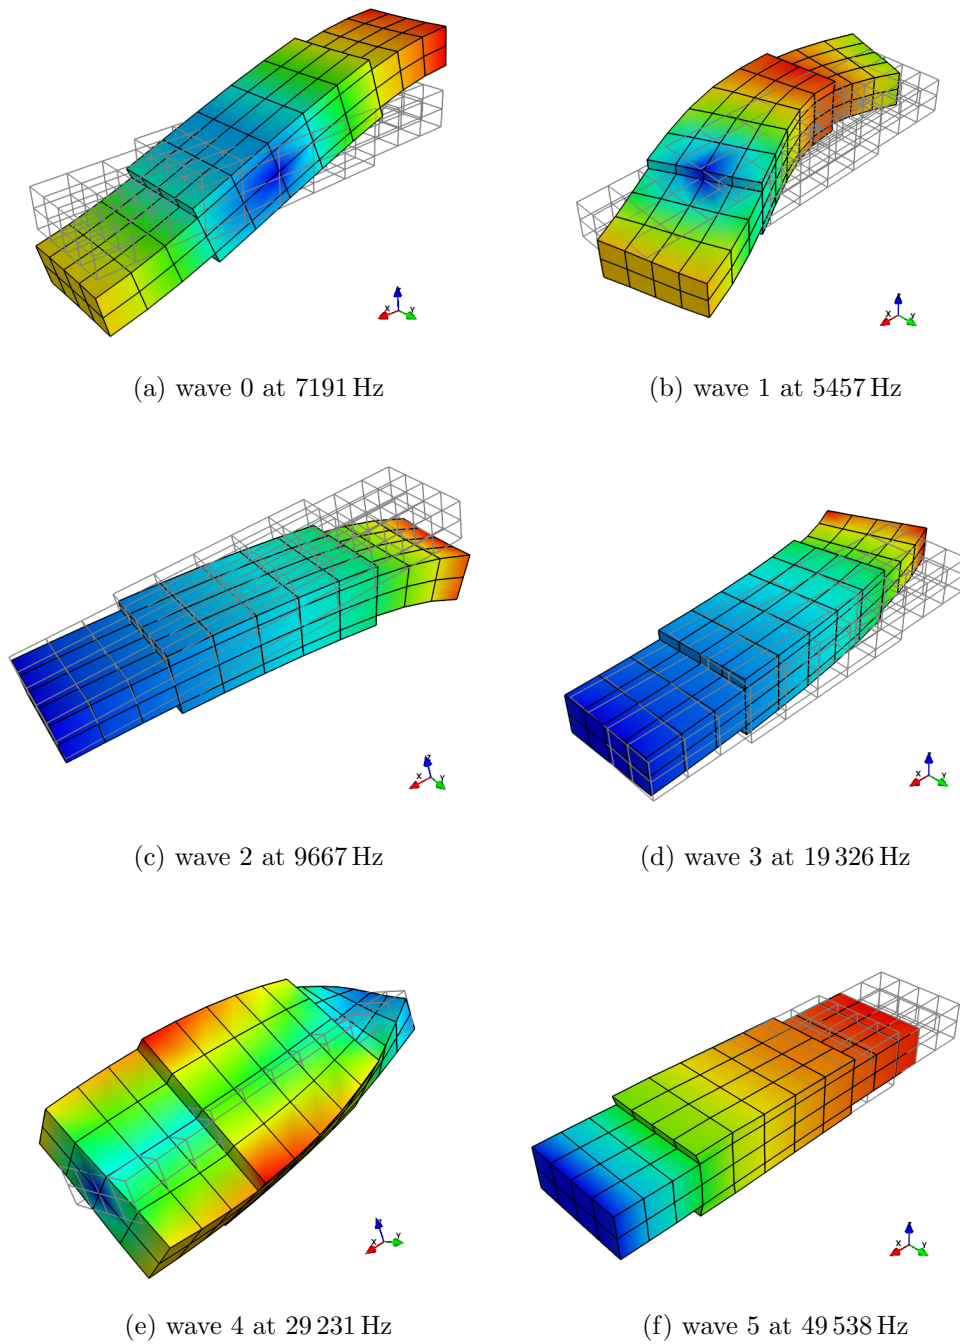 X Y Z
X Y Z
(a) wave 0 at 7191 Hz
(b) wave 1 at 5457 Hz
X Y Z
X Y Z
(c) wave 2 at 9667 Hz
(d) wave 3 at 19 326 Hz
X Y Z
X Y Z
(e) wave 4 at 29 231 Hz
(f) wave 5 at 49 538 Hz